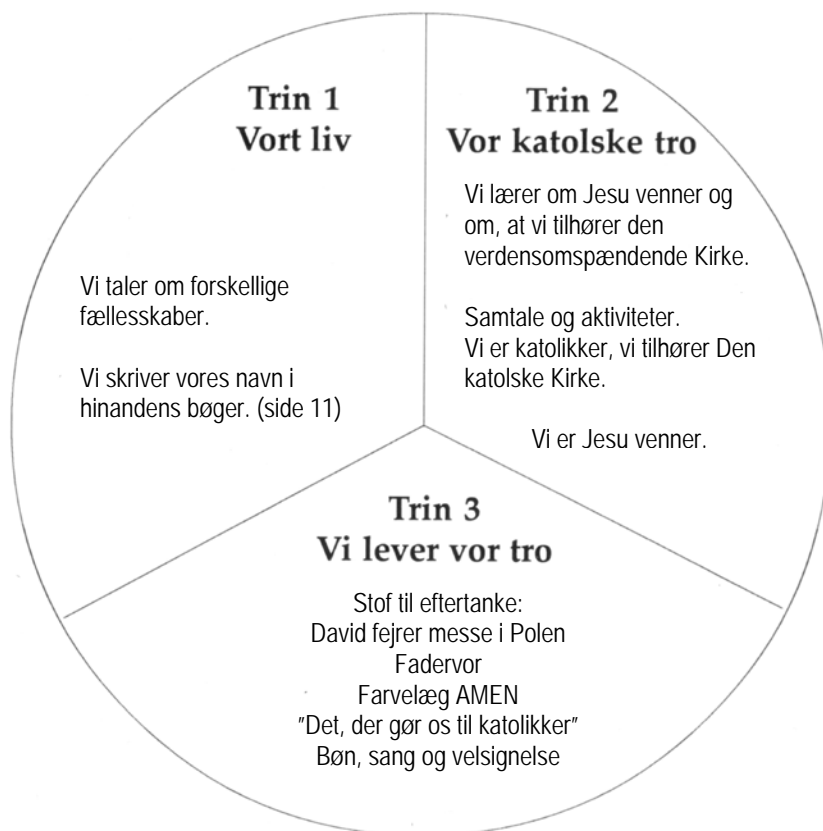 Trin 1
Vort liv
Vi taler om forskellige
fællesskaber.
Vi skriver vores navn i
hinandens bøger. (side 11)
Trin 2
Vor katolske tro
Vi lærer om Jesu venner og
om, at vi tilhører den
verdensomspændende Kirke.
Samtale og aktiviteter.
Vi er katolikker, vi tilhører Den
katolske Kirke.
Vi er Jesu venner.
Trin 3
Vi lever vor tro
Stof til eftertanke:
David fejrer messe i Polen
Fadervor
Farvelæg AMEN
"Det, der gør os til katolikker"
Bøn, sang og velsignelse